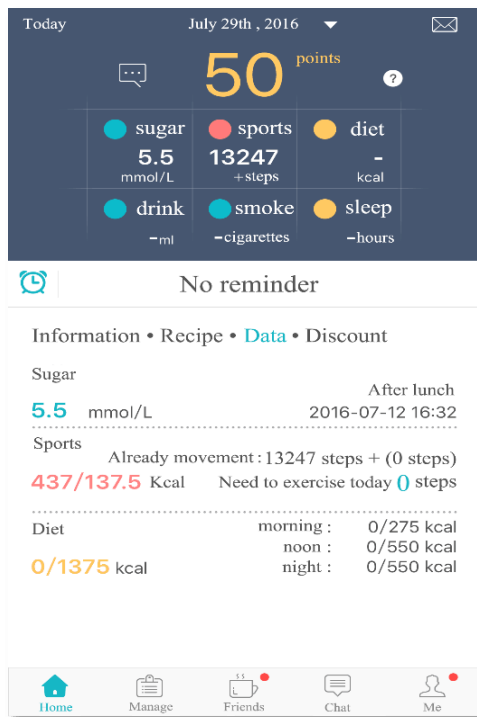 Today July 29th , 2016
50 points
?
sugar sports diet
5.5 13247 -
mmol/L +steps kcal
drink smoke sleep
-ml -cigarettes -hours
No reminder
Information • Recipe • Data • Discount
Sugar
After lunch
5.5 mmol/L 2016-07-12 16:32
Sports
Already movement : 13247 steps + (0 steps)
437/137.5 Kcal Need to exercise today 0 steps
Diet morning : 0/275 kcal
noon : 0/550 kcal
0/1375 kcal night : 0/550 kcal
Home Manage Friends Chat Me